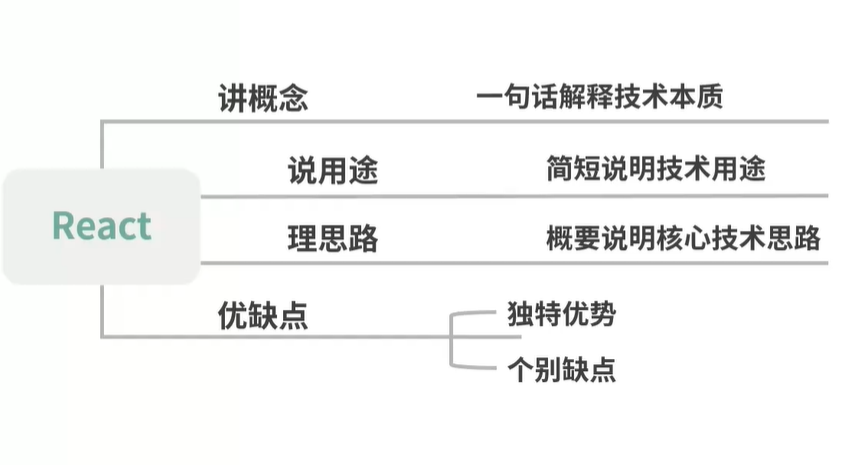 讲概念
一句话解释技术本质
说用途
简短说明技术用途
React
理思路
概要说明核心技术思路
优缺点
独特优势
个别缺点